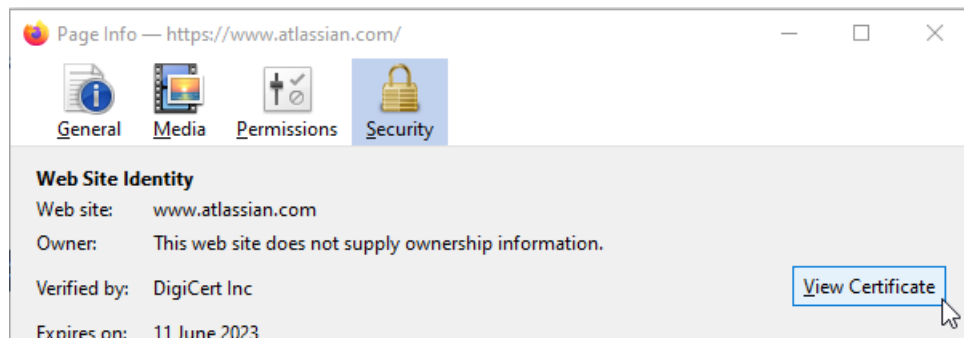 Page Info — https://www.atlassian.com/
General Media Permissions Security
Web Site Identity
Web site: www.atlassian.com
Owner: This web site does not supply ownership information.
Verified by: DigiCert Inc View Certificate
Expires on: 11 June 2023